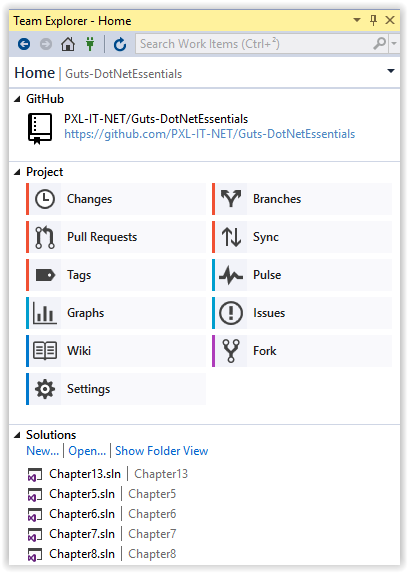 Team Explorer - Home
Search Work Items (Ctrl+²)
Home | Guts-DotNetEssentials
GitHub
PXL-IT-NET/Guts-DotNetEssentials
https://github.com/PXL-IT-NET/Guts-DotNetEssentials
Project
Changes Branches
Pull Requests Sync
Tags Pulse
Graphs Issues
Wiki Fork
Settings
Solutions
New... | Open... | Show Folder View
Chapter13.sln | Chapter13
Chapter5.sln | Chapter5
Chapter6.sln | Chapter6
Chapter7.sln | Chapter7
Chapter8.sln | Chapter8